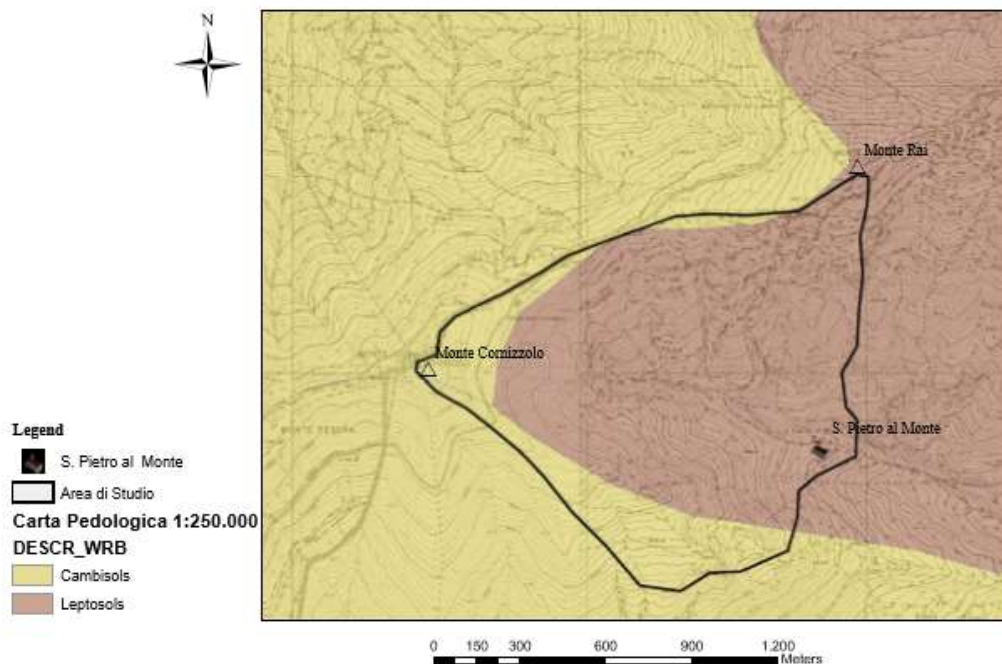 N
Monte Rai
Monte Cornizzolo
S. Pietro al Monte
Legend
S. Pietro al Monte
Area di Studio
Carta Pedologica 1:250.000
DESCR_WRB
Cambisols
Leptosols
0 150 300 600 900 1.200
Meters